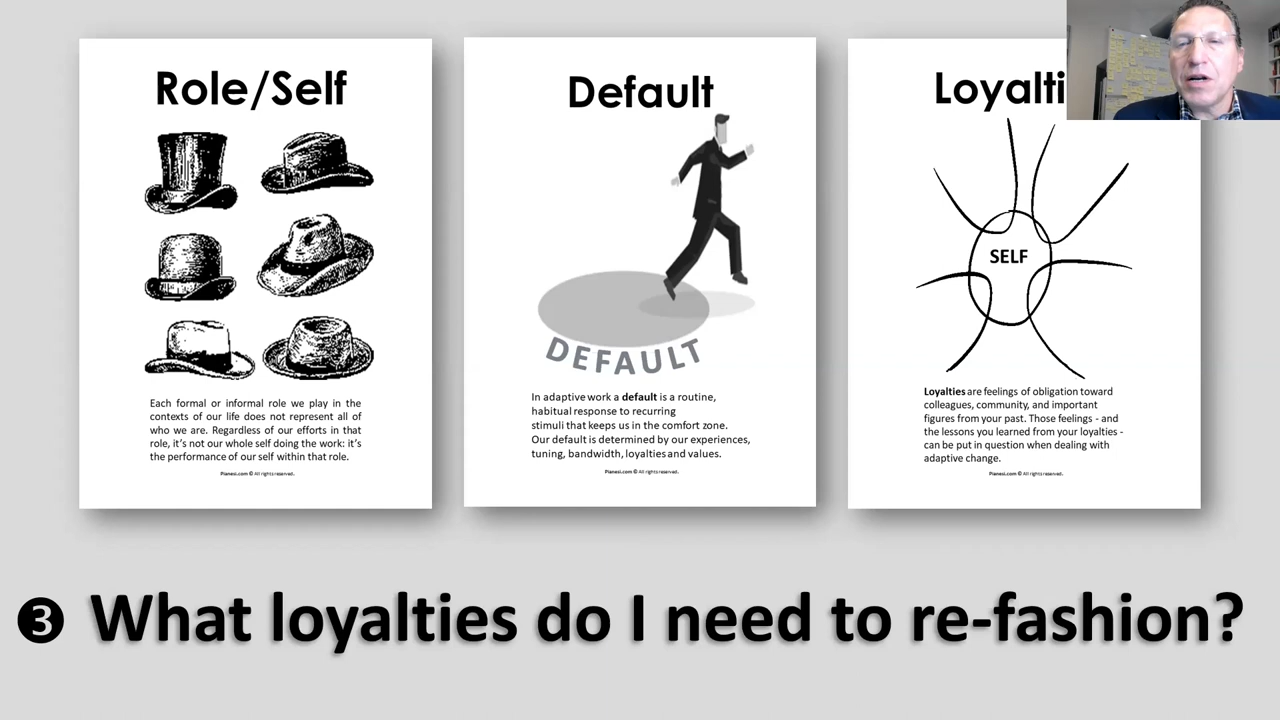 Role/Self
Each formal or informal role we play in the
contexts of our life does not represent all of
who we are. Regardless of our efforts in that
role, it's not our whole self doing the work: it's
the performance of our self within that role.
Pianesi.com © All rights reserved.
Default
DEFAULT
In adaptive work a default is a routine,
habitual response to recurring
stimuli that keeps us in the comfort zone.
Our default is determined by our experiences,
tuning, bandwidth, loyalties and values.
Pianesi.com © All rights reserved.
Loyalti
SELF
Loyalties are feelings of obligation toward
colleagues, community, and important
figures from your past. Those feelings - and
the lessons you learned from your loyalties -
can be put in question when dealing with
adaptive change.
Pianesi.com © All rights reserved.
❸ What loyalties do I need to re-fashion?